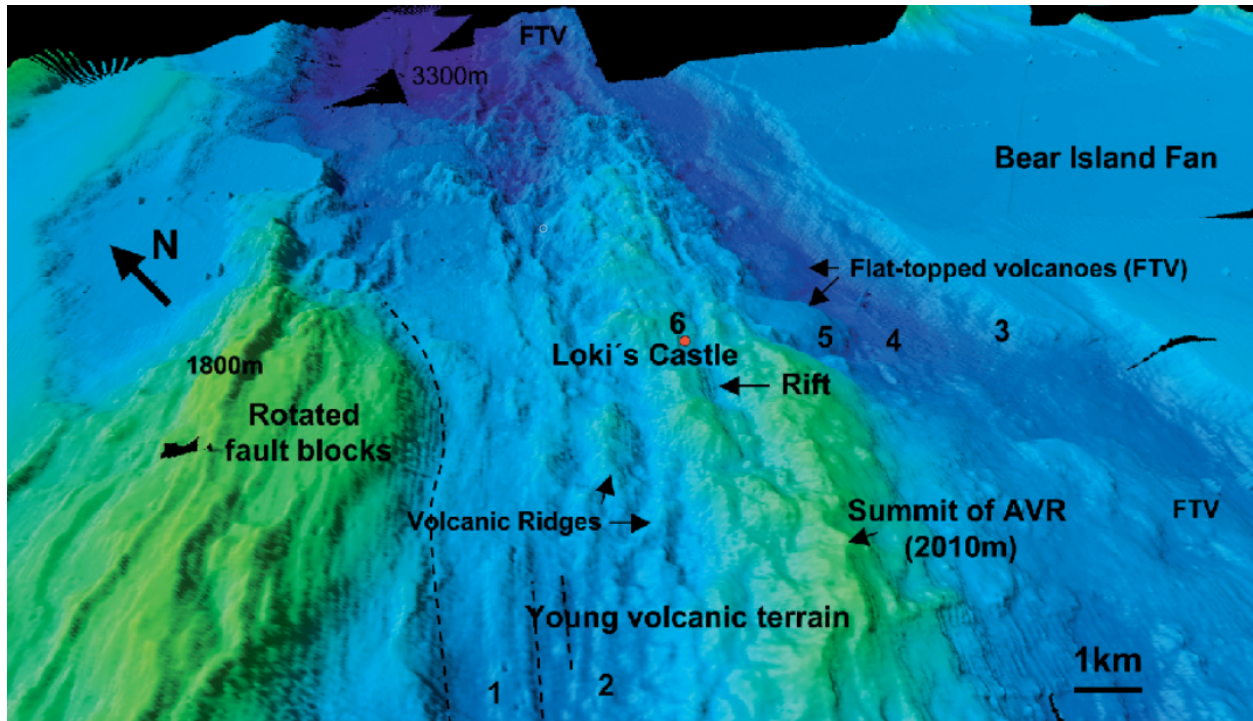 FTV
3300m
Bear Island Fan
N
Flat-topped volcanoes (FTV)
6
5
4
3
Loki´s Castle
Rift
1800m
Rotated
fault blocks
Volcanic Ridges
Summit of AVR
(2010m)
FTV
Young volcanic terrain
1
2
1km